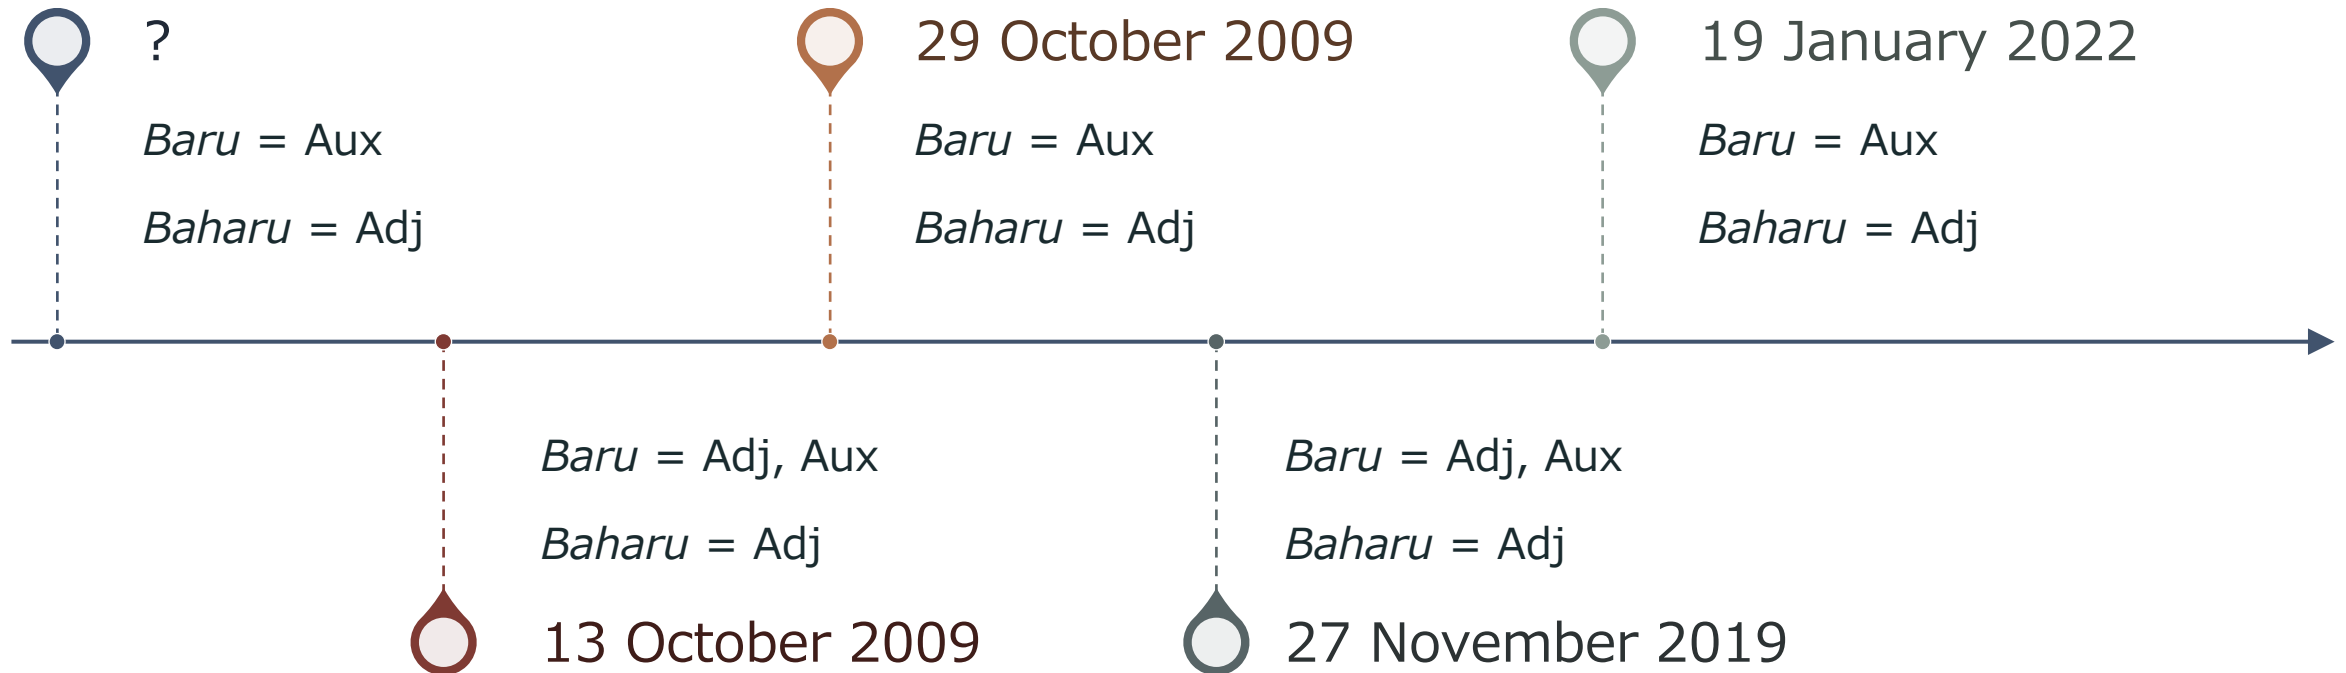 ?
Baru = Aux
Baharu = Adj
29 October 2009
Baru = Aux
Baharu = Adj
19 January 2022
Baru = Aux
Baharu = Adj
Baru = Adj, Aux
Baharu = Adj
13 October 2009
Baru = Adj, Aux
Baharu = Adj
27 November 2019